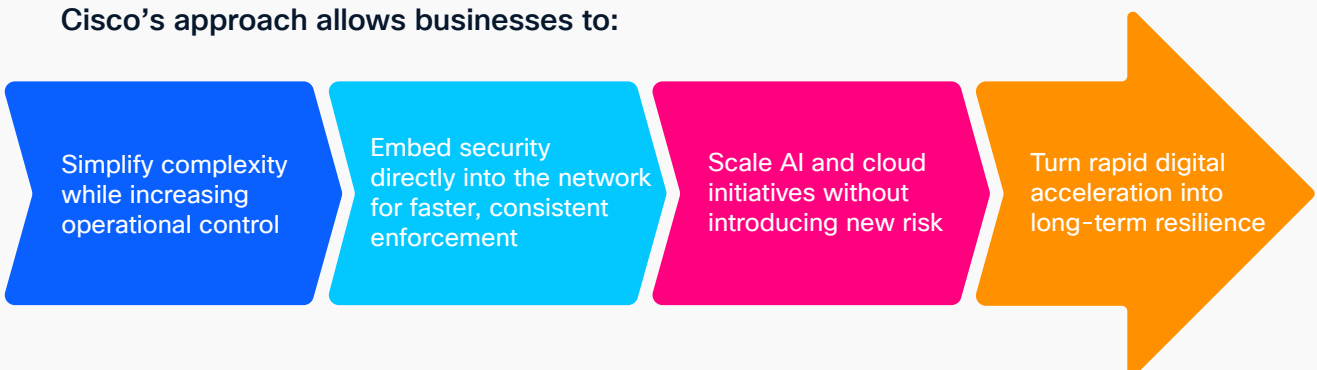 Cisco’s approach allows businesses to:
Simplify complexity
while increasing
operational control
Embed security
directly into the network
for faster, consistent
enforcement
Scale AI and cloud
initiatives without
introducing new risk
Turn rapid digital
acceleration into
long-term resilience